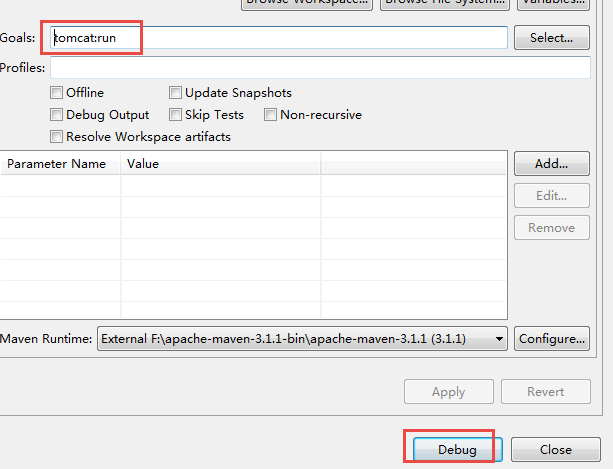 Browse Workspace... Browse File System... Variables...
Goals: tomcat:run Select...
Profiles:
Offline Update Snapshots
Debug Output Skip Tests Non-recursive
Resolve Workspace artifacts
Parameter Name Value Add...
Edit...
Remove
Maven Runtime: External F:\apache-maven-3.1.1-bin\apache-maven-3.1.1 (3.1.1) Configure...
Apply Revert
Debug Close